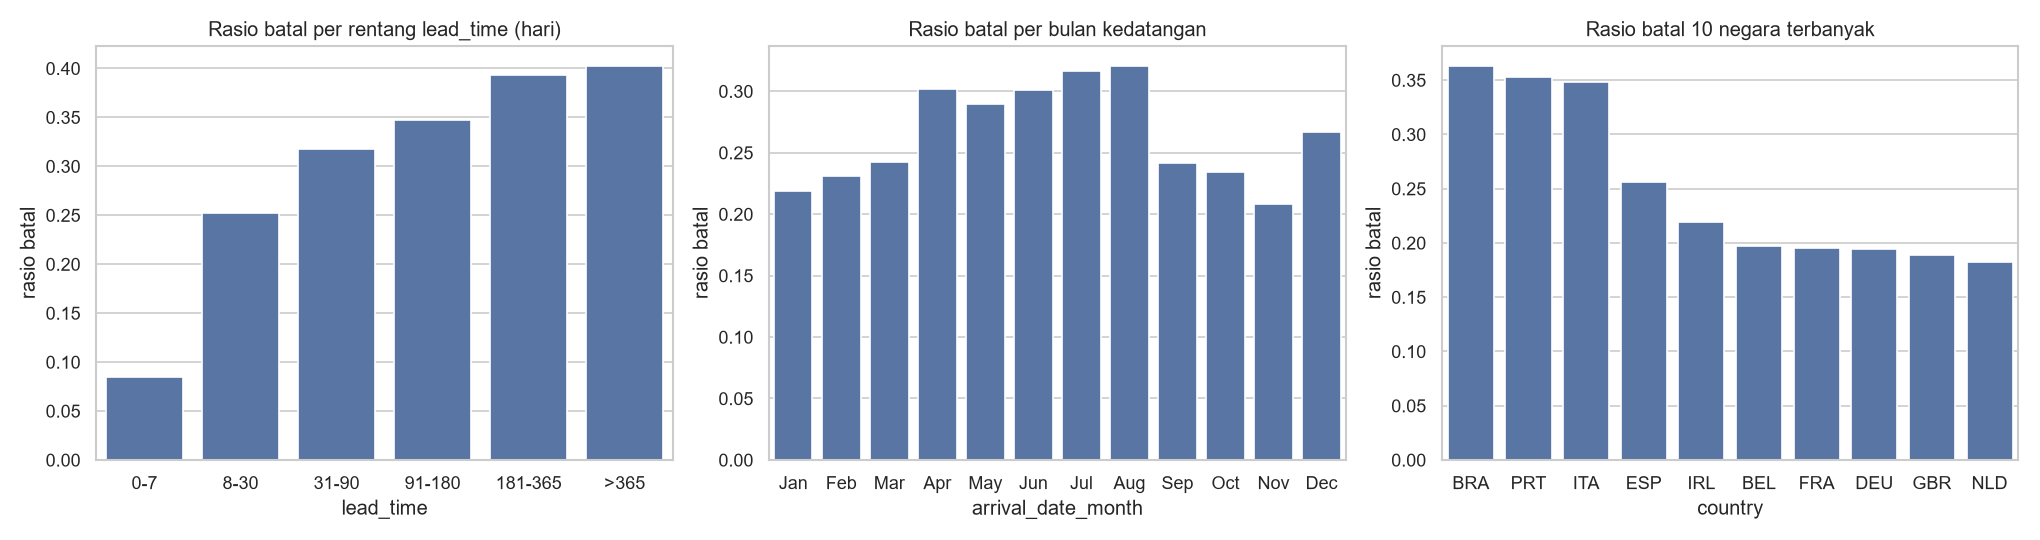 Rasio batal per rentang lead_time (hari)
rasio batal
0.40
0.35
0.30
0.25
0.20
0.15
0.10
0.05
0.00
0-7 8-30 31-90 91-180 181-365 >365
lead_time
Rasio batal per bulan kedatangan
rasio batal
0.30
0.25
0.20
0.15
0.10
0.05
0.00
Jan Feb Mar Apr May Jun Jul Aug Sep Oct Nov Dec
arrival_date_month
Rasio batal 10 negara terbanyak
rasio batal
0.35
0.30
0.25
0.20
0.15
0.10
0.05
0.00
BRA PRT ITA ESP IRL BEL FRA DEU GBR NLD
country